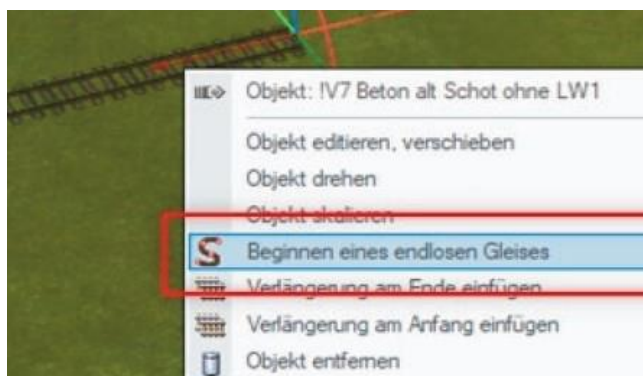 Objekt: !V7 Beton alt Schot ohne LW1
Objekt editieren, verschieben
Objekt drehen
Objekt skalieren
Beginnen eines endlosen Gleises
Verlängerung am Ende einfügen
Verlängerung am Anfang einfügen
Objekt entfernen